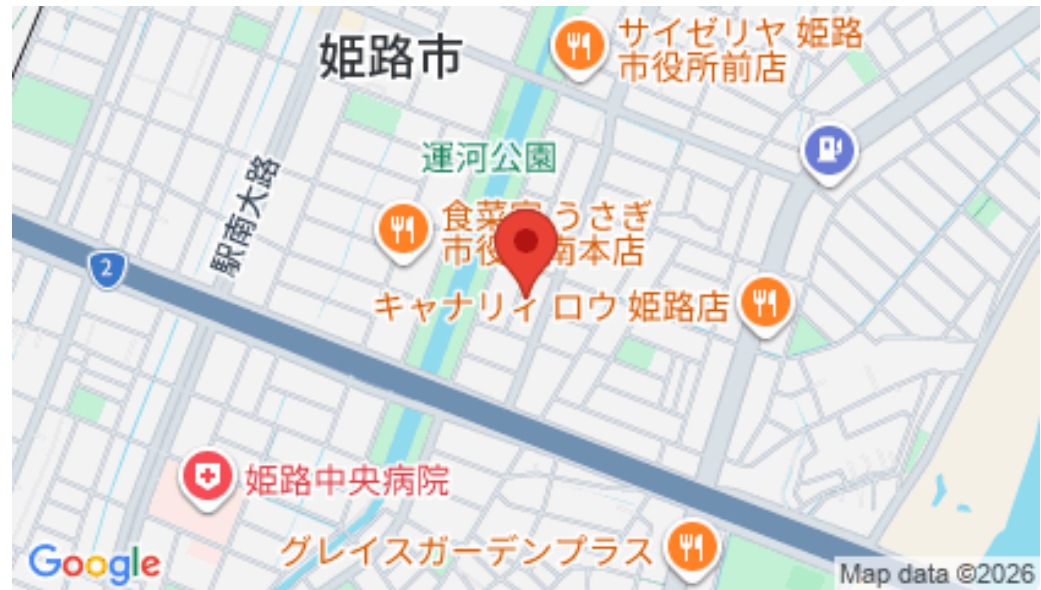 姫路市
サイゼリヤ 姫路
市役所前店
運河公園
駅南大路
食菜 うさぎ
市役 南本店
2
キャナリィ ロウ 姫路店
姫路中央病院
グレイスガーデンプラス
Google
Map data ©2026